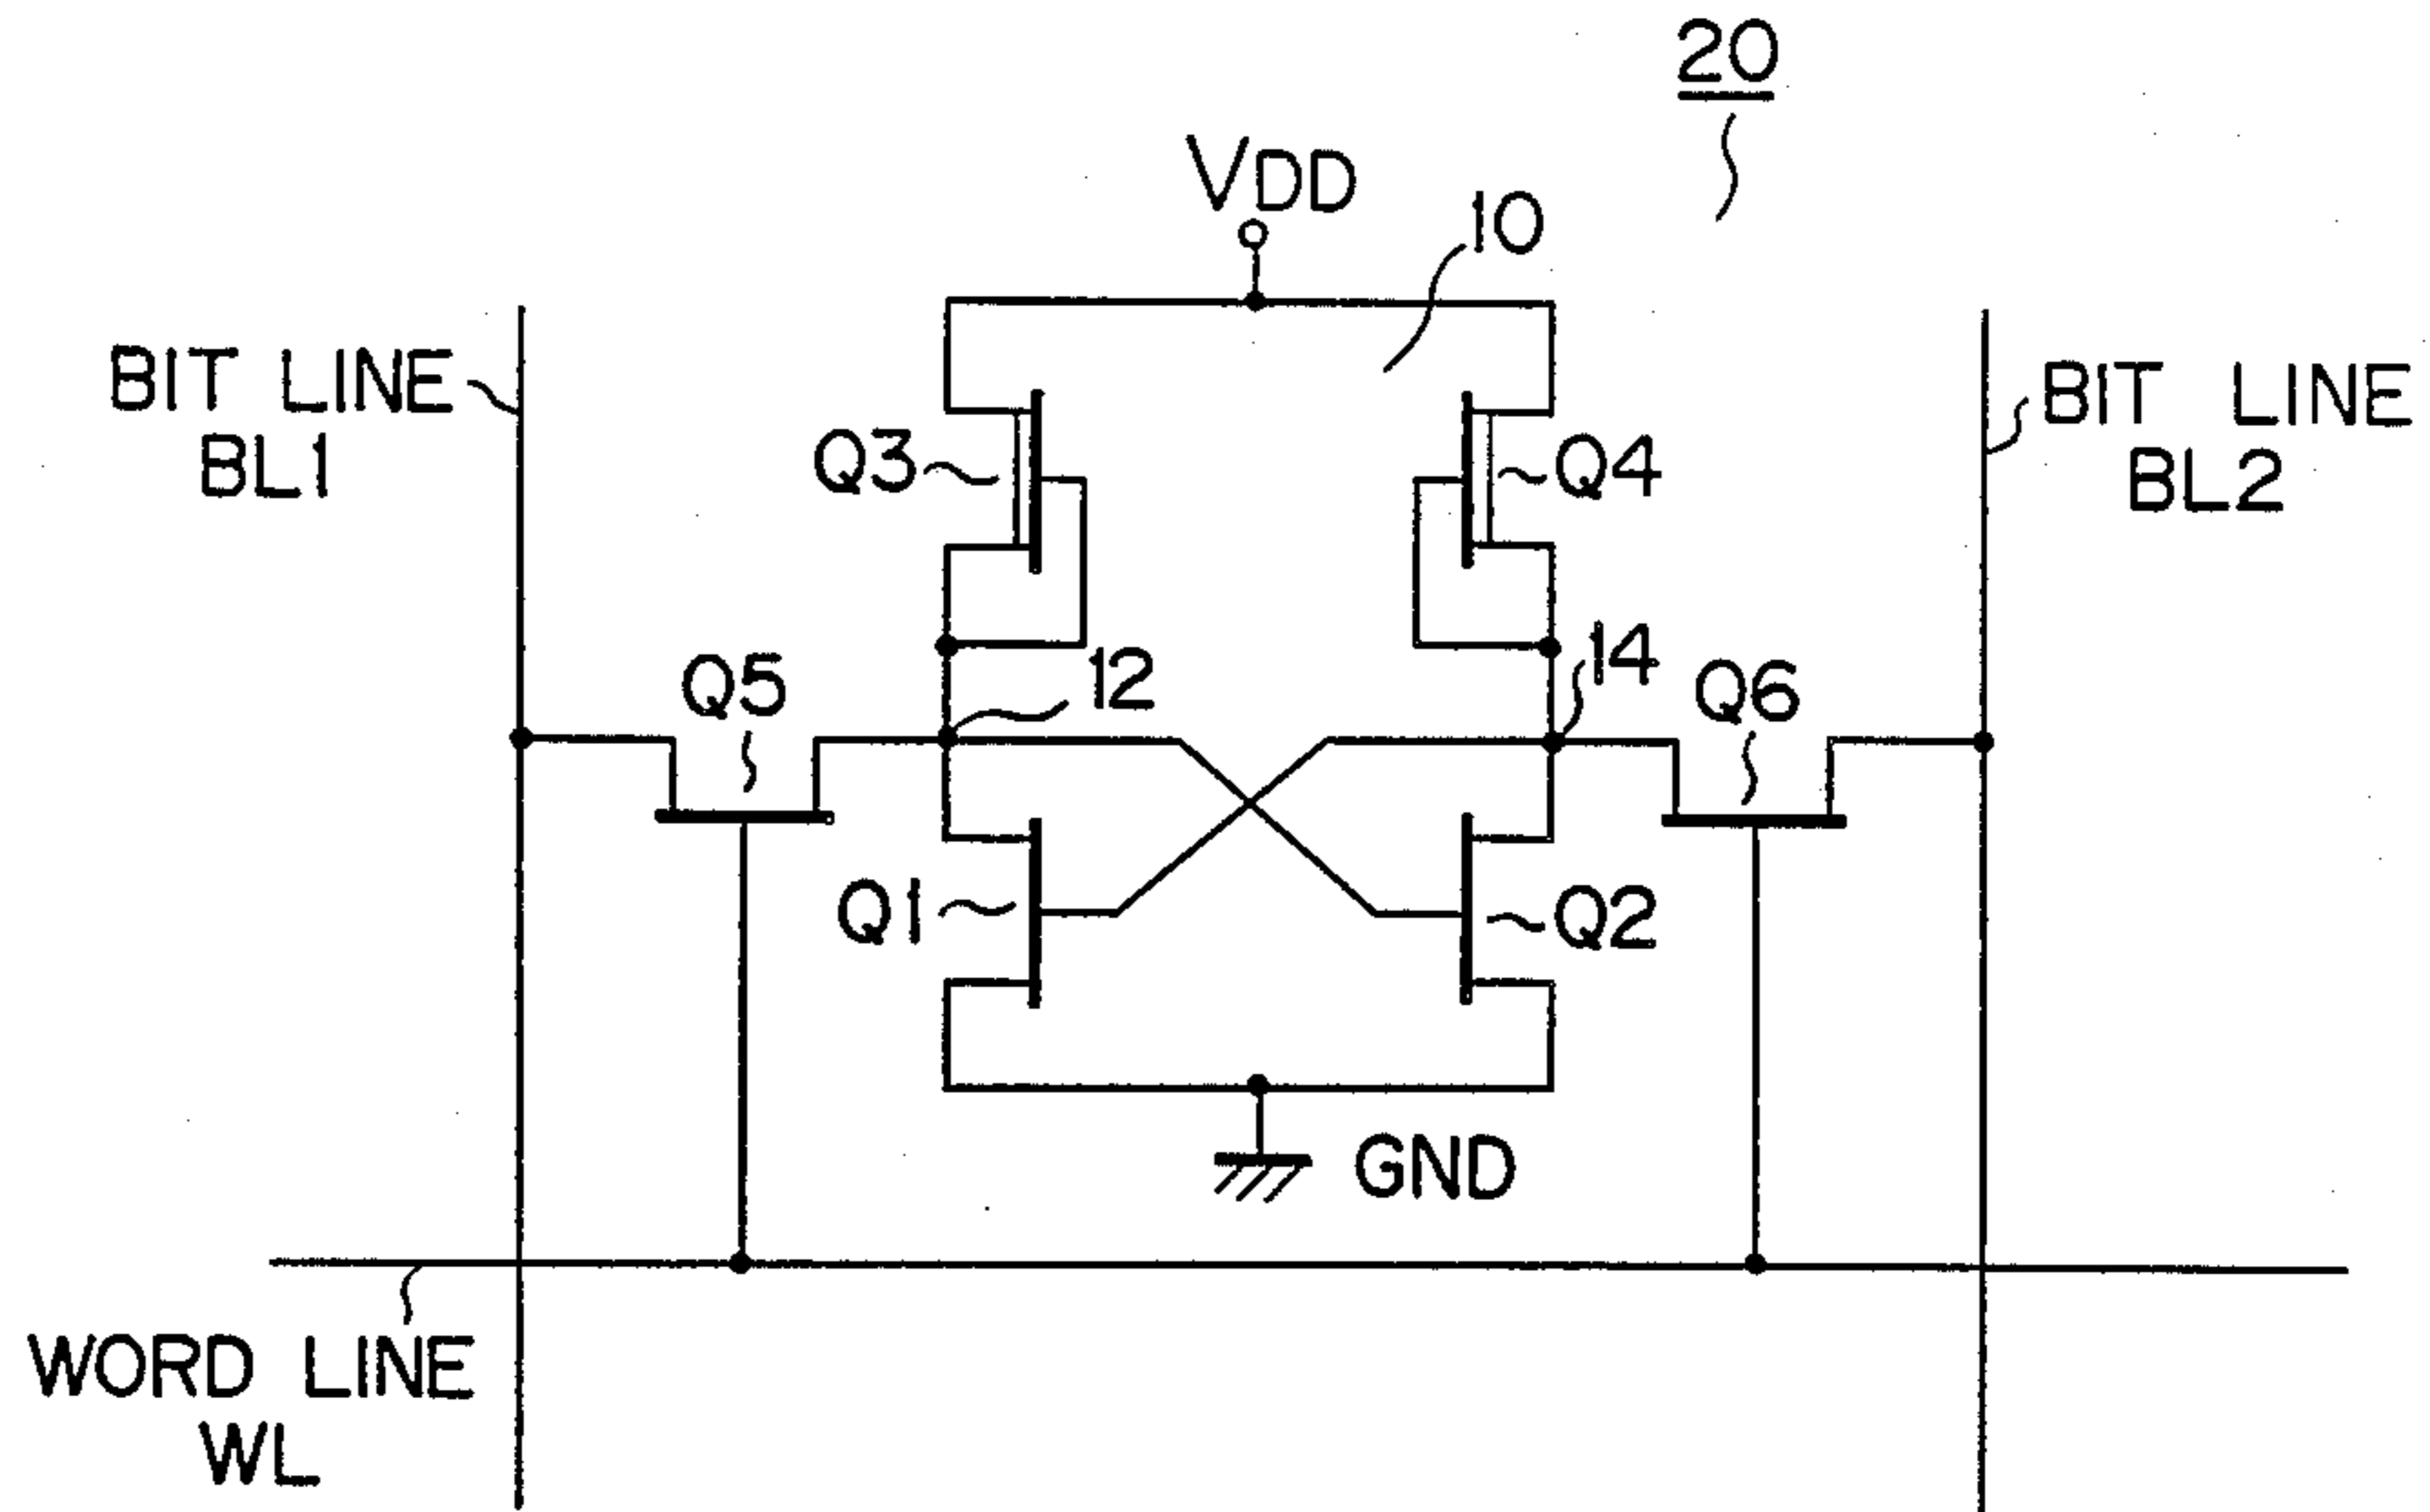 20
VDD
10
BIT LINE
BL1
Q3
Q4
BIT LINE
BL2
Q5
12
14
Q6
Q1
Q2
GND
WORD LINE
WL